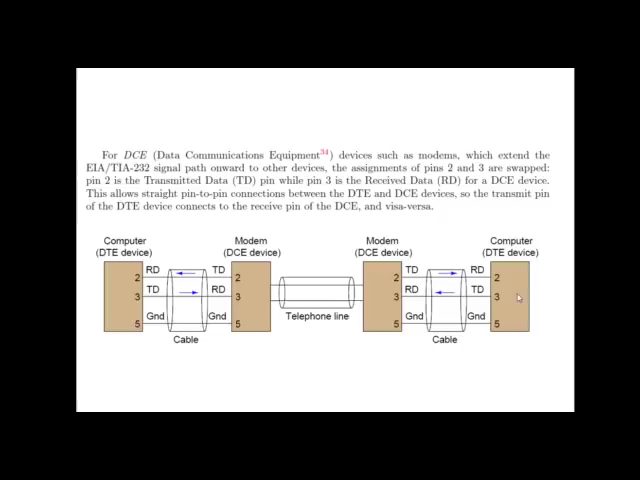 For DCE (Data Communications Equipment34) devices such as modems, which extend the
EIA/TIA-232 signal path onward to other devices, the assignments of pins 2 and 3 are swapped:
pin 2 is the Transmitted Data (TD) pin while pin 3 is the Received Data (RD) for a DCE device.
This allows straight pin-to-pin connections between the DTE and DCE devices, so the transmit pin
of the DTE device connects to the receive pin of the DCE, and visa-versa.
Computer Modem Modem Computer
(DTE device) (DCE device) (DCE device) (DTE device)
2 RD TD 2 2 TD RD 2
3 TD RD 3 3 RD TD 3
5 Gnd Gnd 5 5 Gnd Gnd 5
Telephone line
Cable Cable